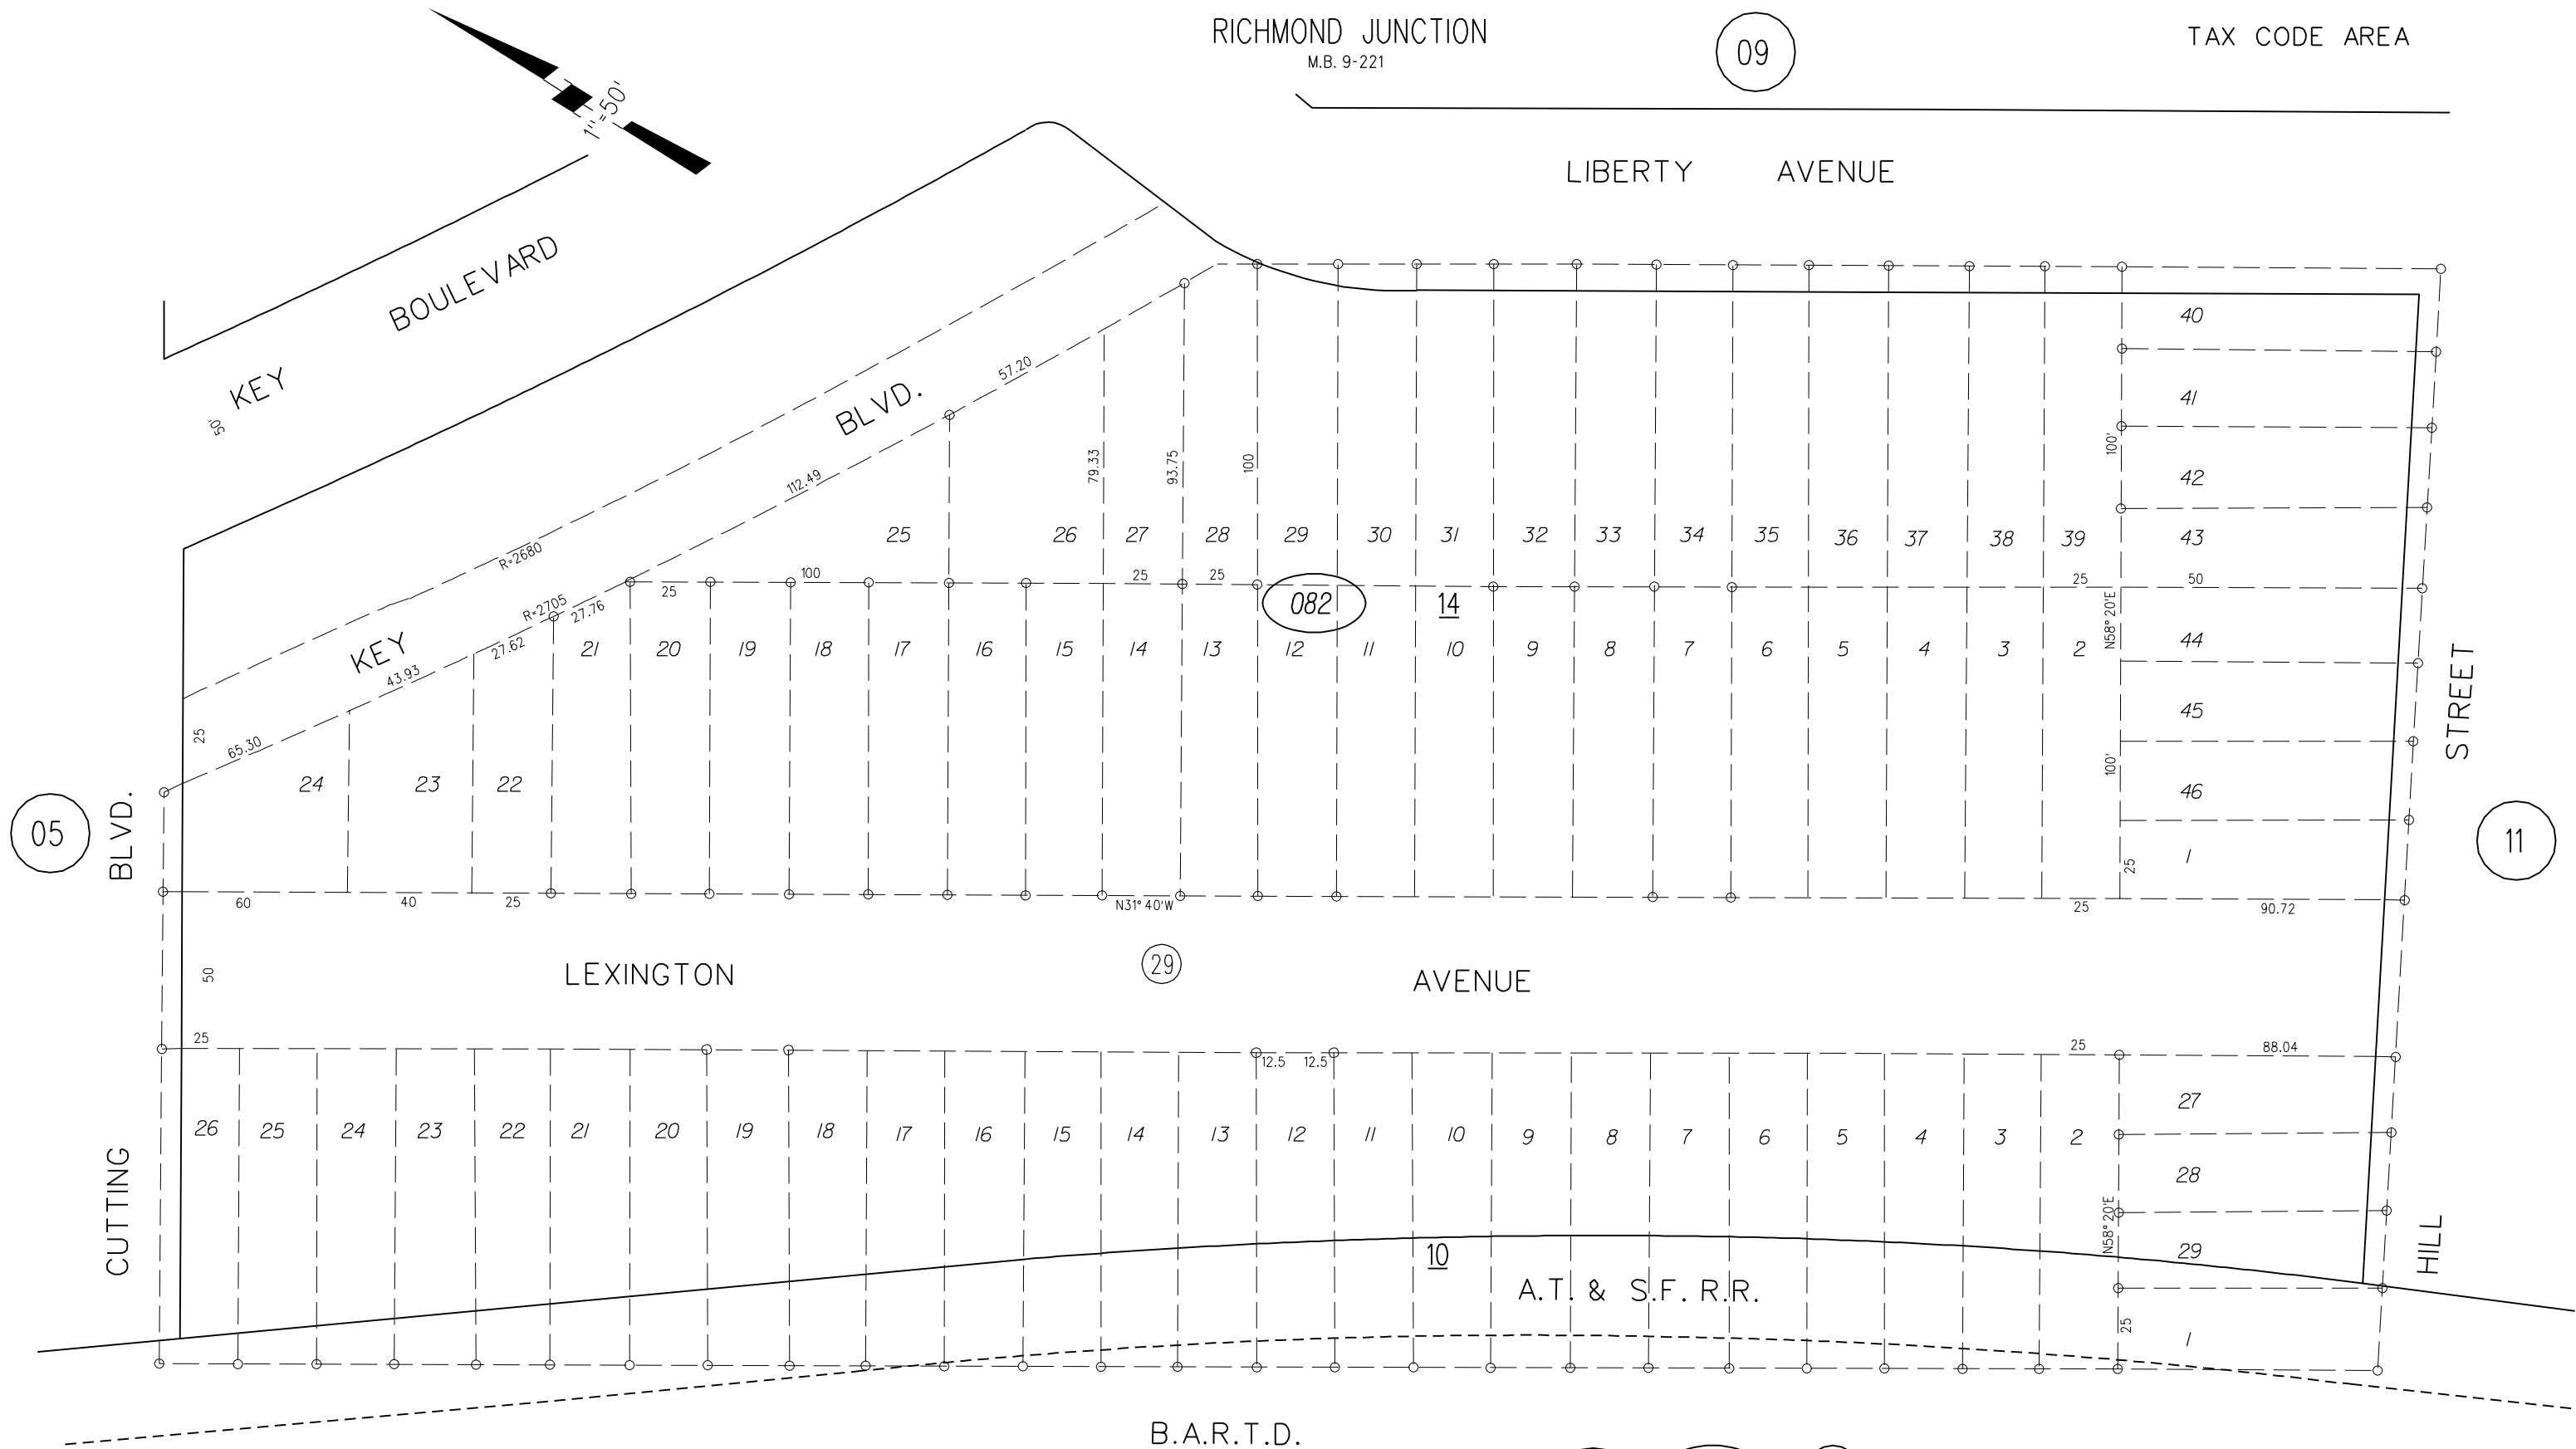 RICHMOND JUNCTION
M.B. 9-221
09
TAX CODE AREA
1"=50'
LIBERTY AVENUE
KEY BOULEVARD
50'
KEY BLVD.
R=2680
R=2705
65.30
43.93
27.62
27.76
112.49
57.20
79.33
93.75
100
25
25 26 27 28 29 30 31 32 33 34 35 36 37 38 39
40
41
42
43
44
45
46
1
100'
100'
N58° 20'E
25
50
25
100
25
25
25
082
14
24 23 22 21 20 19 18 17 16 15 14 13 12 11 10 9 8 7 6 5 4 3 2
60
40
25
N31° 40'W
25
90.72
05
11
CUTTING BLVD.
HILL STREET
LEXINGTON AVENUE
29
50
25
12.5
12.5
25
88.04
26 25 24 23 22 21 20 19 18 17 16 15 14 13 12 11 10 9 8 7 6 5 4 3 2
27
28
29
1
N58° 20'E
25
10
A.T. & S.F. R.R.
B.A.R.T.D.